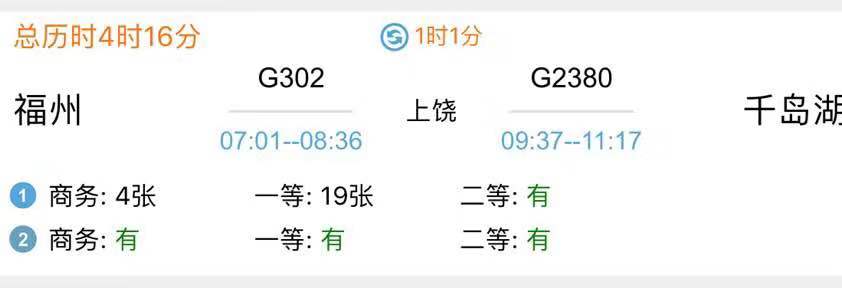 总历时4时16分 1时1分
G302 G2380
福州 上饶 千岛湖
07:01--08:36 09:37--11:17
1 商务: 4张 一等: 19张 二等: 有
2 商务: 有 一等: 有 二等: 有